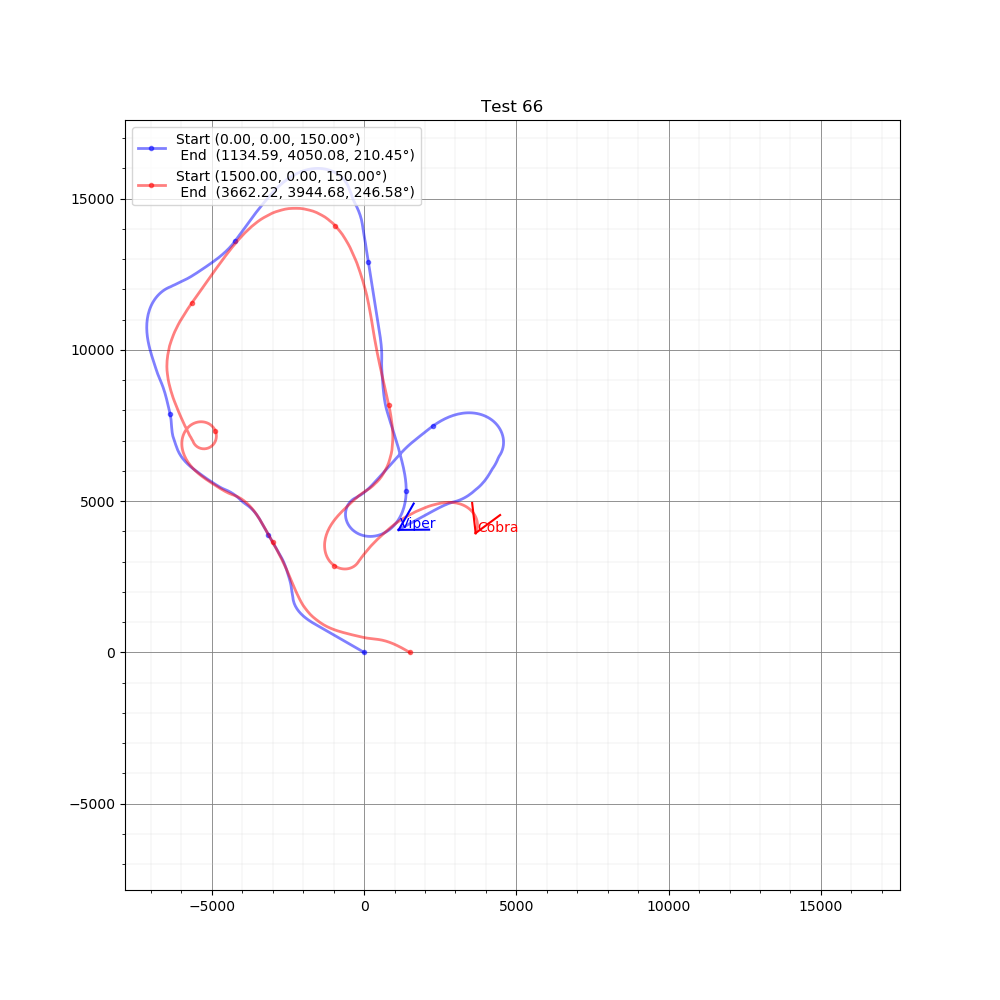 Test 66
Start (0.00, 0.00, 150.00°)
End (1134.59, 4050.08, 210.45°)
Start (1500.00, 0.00, 150.00°)
End (3662.22, 3944.68, 246.58°)
15000
10000
5000
0
−5000
Viper
Cobra
−5000
0
5000
10000
15000